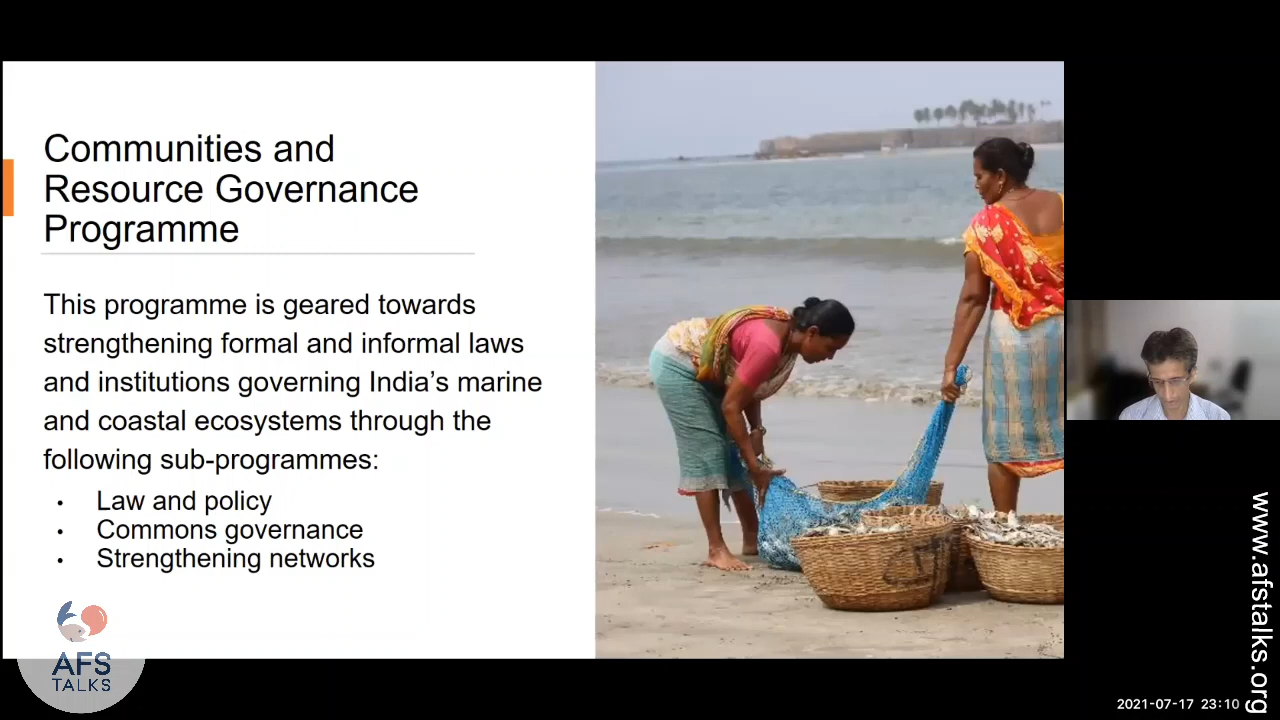 Communities and
Resource Governance
Programme
This programme is geared towards
strengthening formal and informal laws
and institutions governing India’s marine
and coastal ecosystems through the
following sub-programmes:
• Law and policy
• Commons governance
• Strengthening networks
AFS
TALKS
www.afstalks.org
2021-07-17 23:10